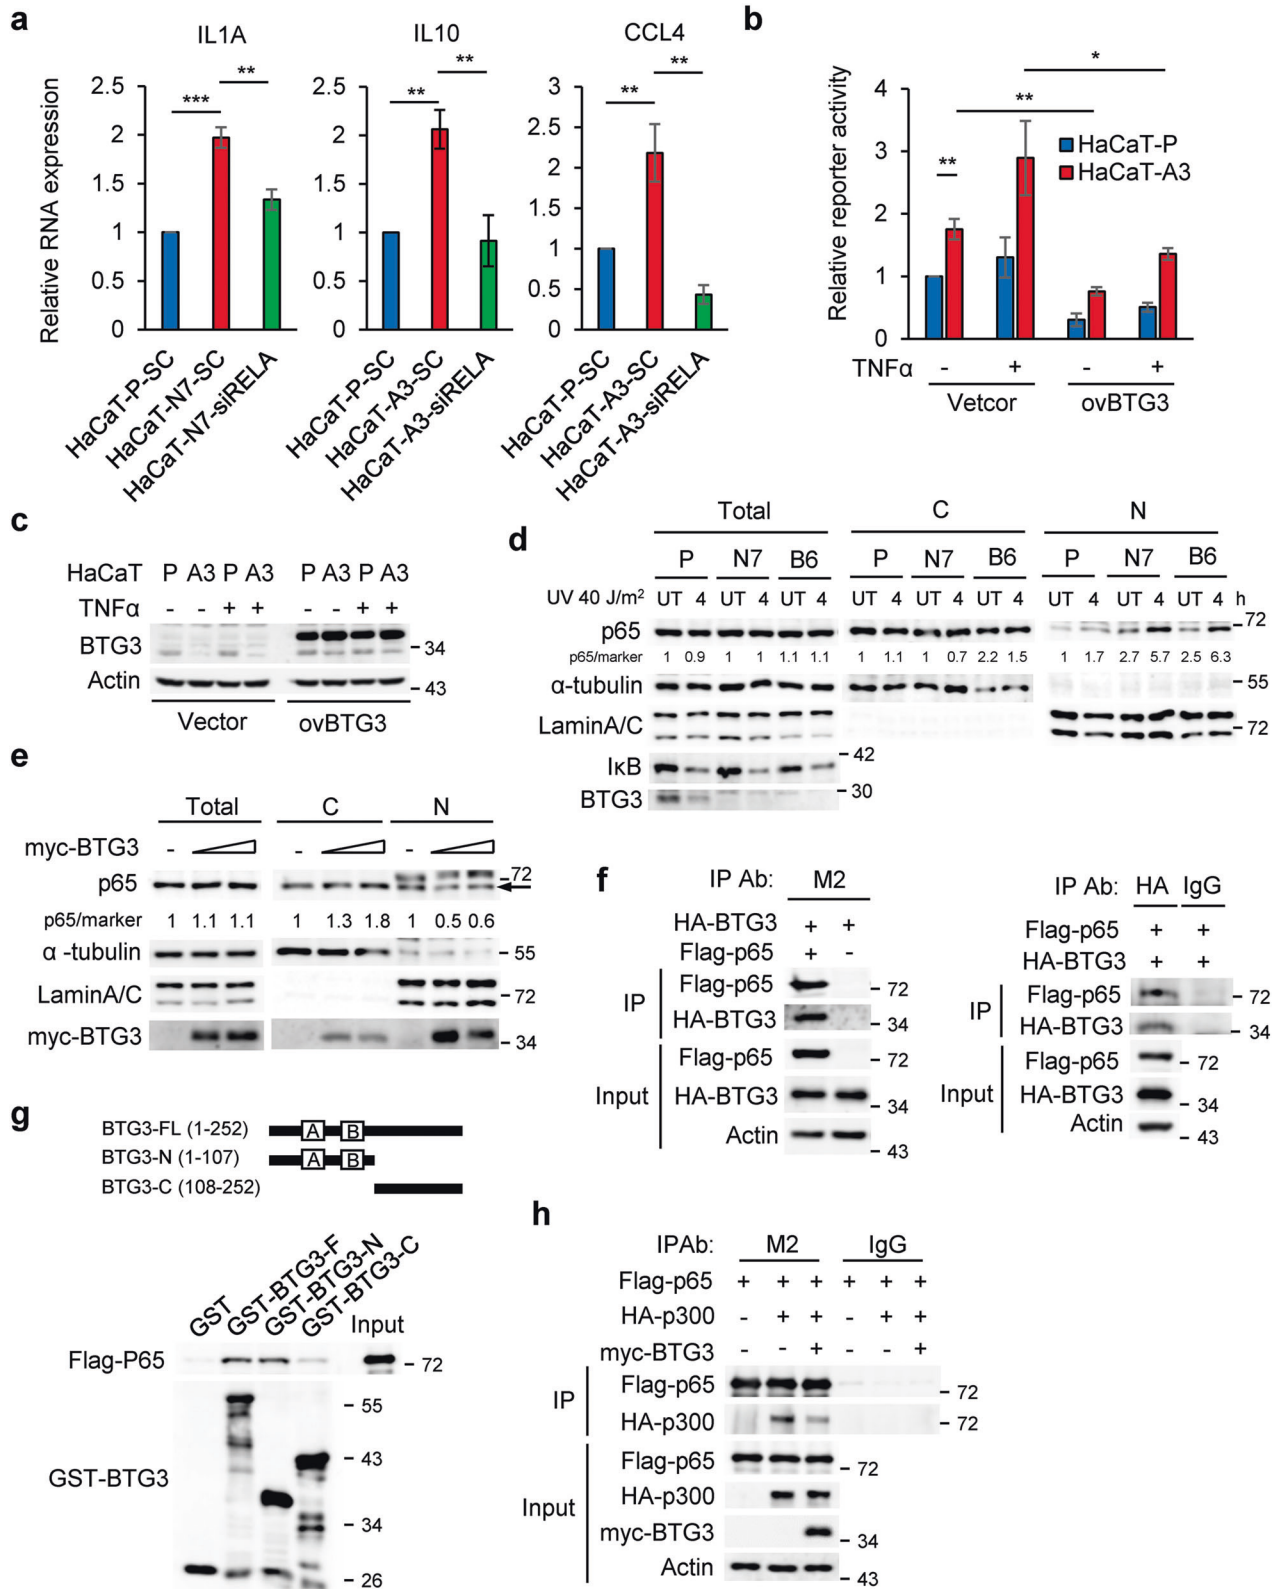 a
IL1A
IL10
CCL4
Relative RNA expression
2.5
2
1.5
1
0.5
0
2.5
2
1.5
1
0.5
0
3
2.5
2
1.5
1
0.5
0
***
**
**
**
**
**
HaCaT-P-SC
HaCaT-N7-SC
HaCaT-N7-siRELA
HaCaT-P-SC
HaCaT-A3-SC
HaCaT-A3-siRELA
HaCaT-P-SC
HaCaT-A3-SC
HaCaT-A3-siRELA
b
Relative reporter activity
4
3
2
1
0
*
**
**
HaCaT-P
HaCaT-A3
TNFα - + - +
Vetcor ovBTG3
c
HaCaT P A3 P A3 P A3 P A3
TNFα - - + + - - + +
BTG3 - 34
Actin - 43
Vector ovBTG3
d
Total C N
P N7 B6 P N7 B6 P N7 B6
UV 40 J/m2 UT 4 UT 4 UT 4 UT 4 UT 4 UT 4 UT 4 UT 4 UT 4 h
p65 - 72
p65/marker 1 0.9 1 1 1.1 1.1 1 1.1 1 0.7 2.2 1.5 1 1.7 2.7 5.7 2.5 6.3
α-tubulin 55
LaminA/C - 72
IκB - 42
BTG3 - 30
e
Total C N
myc-BTG3 - - -
p65 - 72
p65/marker 1 1.1 1.1 1 1.3 1.8 1 0.5 0.6
α -tubulin - 55
LaminA/C - 72
myc-BTG3 - 34
f
IP Ab: M2
HA-BTG3 + +
Flag-p65 + -
IP
Flag-p65 - 72
HA-BTG3 - 34
Input
Flag-p65 - 72
HA-BTG3 - 34
Actin - 43
IP Ab: HA IgG
Flag-p65 + +
HA-BTG3 + +
IP
Flag-p65 - 72
HA-BTG3 - 34
Input
Flag-p65 - 72
HA-BTG3 - 34
Actin - 43
g
BTG3-FL (1-252) A B
BTG3-N (1-107) A B
BTG3-C (108-252)
GST
GST-BTG3-F
GST-BTG3-N
GST-BTG3-C
Input
Flag-P65 - 72
GST-BTG3
- 55
- 43
- 34
- 26
h
IPAb: M2 IgG
Flag-p65 + + + + + +
HA-p300 - + + - + +
myc-BTG3 - - + - - +
IP
Flag-p65 - 72
HA-p300 - 72
Input
Flag-p65 - 72
HA-p300
myc-BTG3 - 34
Actin - 43